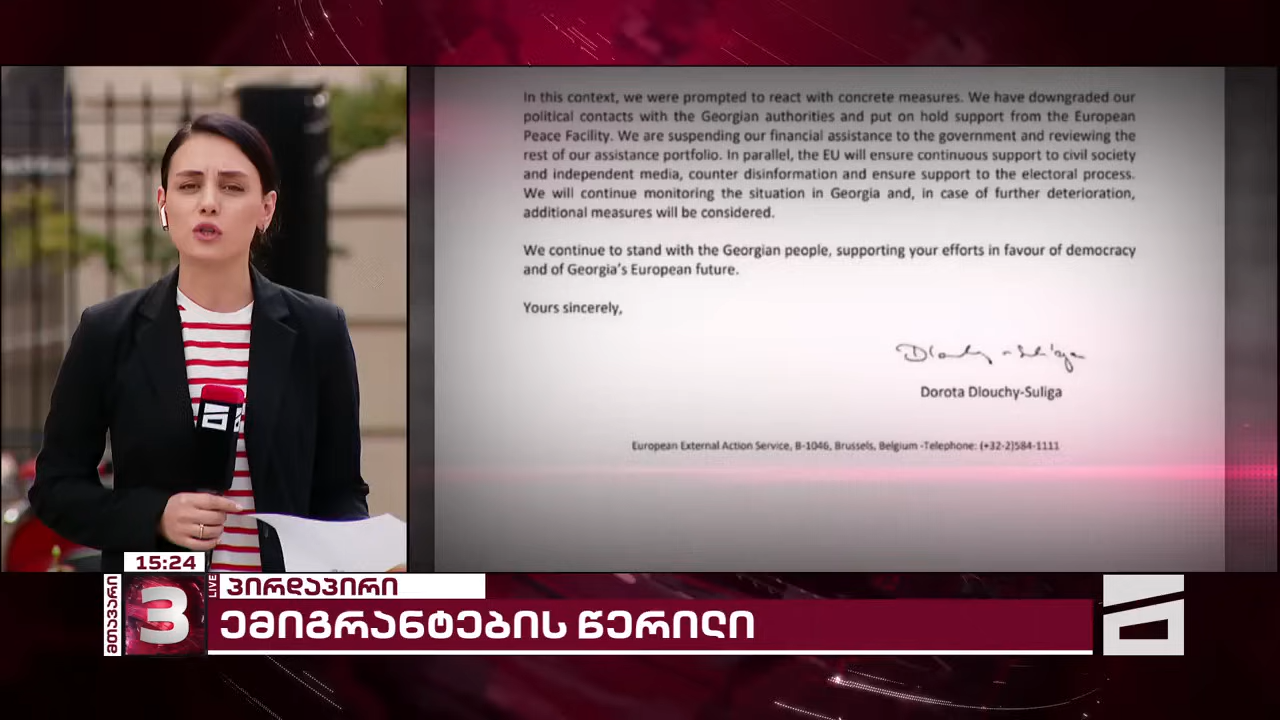 In this context, we were prompted to react with concrete measures. We have downgraded our
political contacts with the Georgian authorities and put on hold support from the European
Peace Facility. We are suspending our financial assistance to the government and reviewing the
rest of our assistance portfolio. In parallel, the EU will ensure continuous support to civil society
and independent media, counter disinformation and ensure support to the electoral process.
We will continue monitoring the situation in Georgia and, in case of further deterioration,
additional measures will be considered.
We continue to stand with the Georgian people, supporting your efforts in favour of democracy
and of Georgia's European future.
Yours sincerely,
Dorota Dlouchy-Suliga
European External Action Service, B-1046, Brussels, Belgium -Telephone: (+32-2)584-1111
15:24
მთავარი
3
LIVE
პირდაპირი
ემიგრანტების წერილი